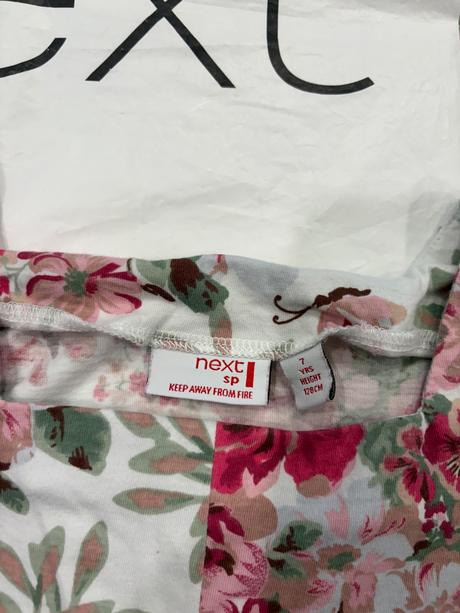 ext
next
SP
KEEP AWAY FROM FIRE
7
YRS
HEIGHT
128CM